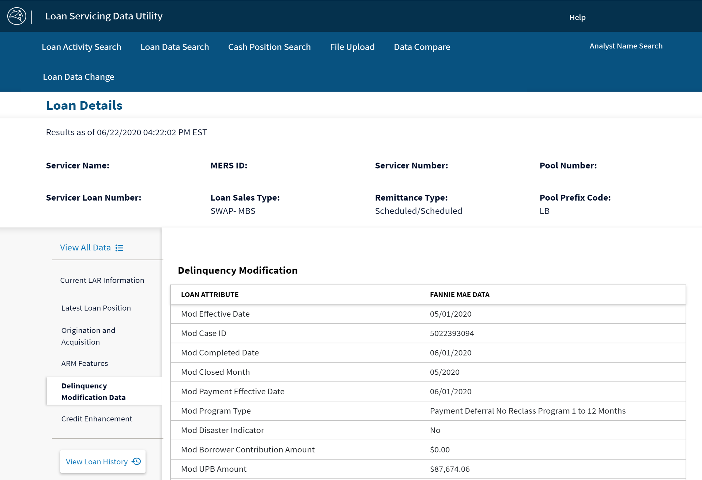 Loan Servicing Data Utility
Help
Loan Activity Search Loan Data Search Cash Position Search File Upload Data Compare Analyst Name Search
Loan Data Change
Loan Details
Results as of 06/22/2020 04:22:02 PM EST
Servicer Name: MERS ID: Servicer Number: Pool Number:
Servicer Loan Number: Loan Sales Type: Remittance Type: Pool Prefix Code:
SWAP- MBS Scheduled/Scheduled LB
View All Data
Current LAR Information
Latest Loan Position
Origination and
Acquisition
ARM Features
Delinquency
Modification Data
Credit Enhancement
View Loan History
Delinquency Modification
LOAN ATTRIBUTE FANNIE MAE DATA
Mod Effective Date 05/01/2020
Mod Case ID 5022393094
Mod Completed Date 06/01/2020
Mod Closed Month 05/2020
Mod Payment Effective Date 06/01/2020
Mod Program Type Payment Deferral No Reclass Program 1 to 12 Months
Mod Disaster Indicator No
Mod Borrower Contribution Amount $0.00
Mod UPB Amount $87,674.06